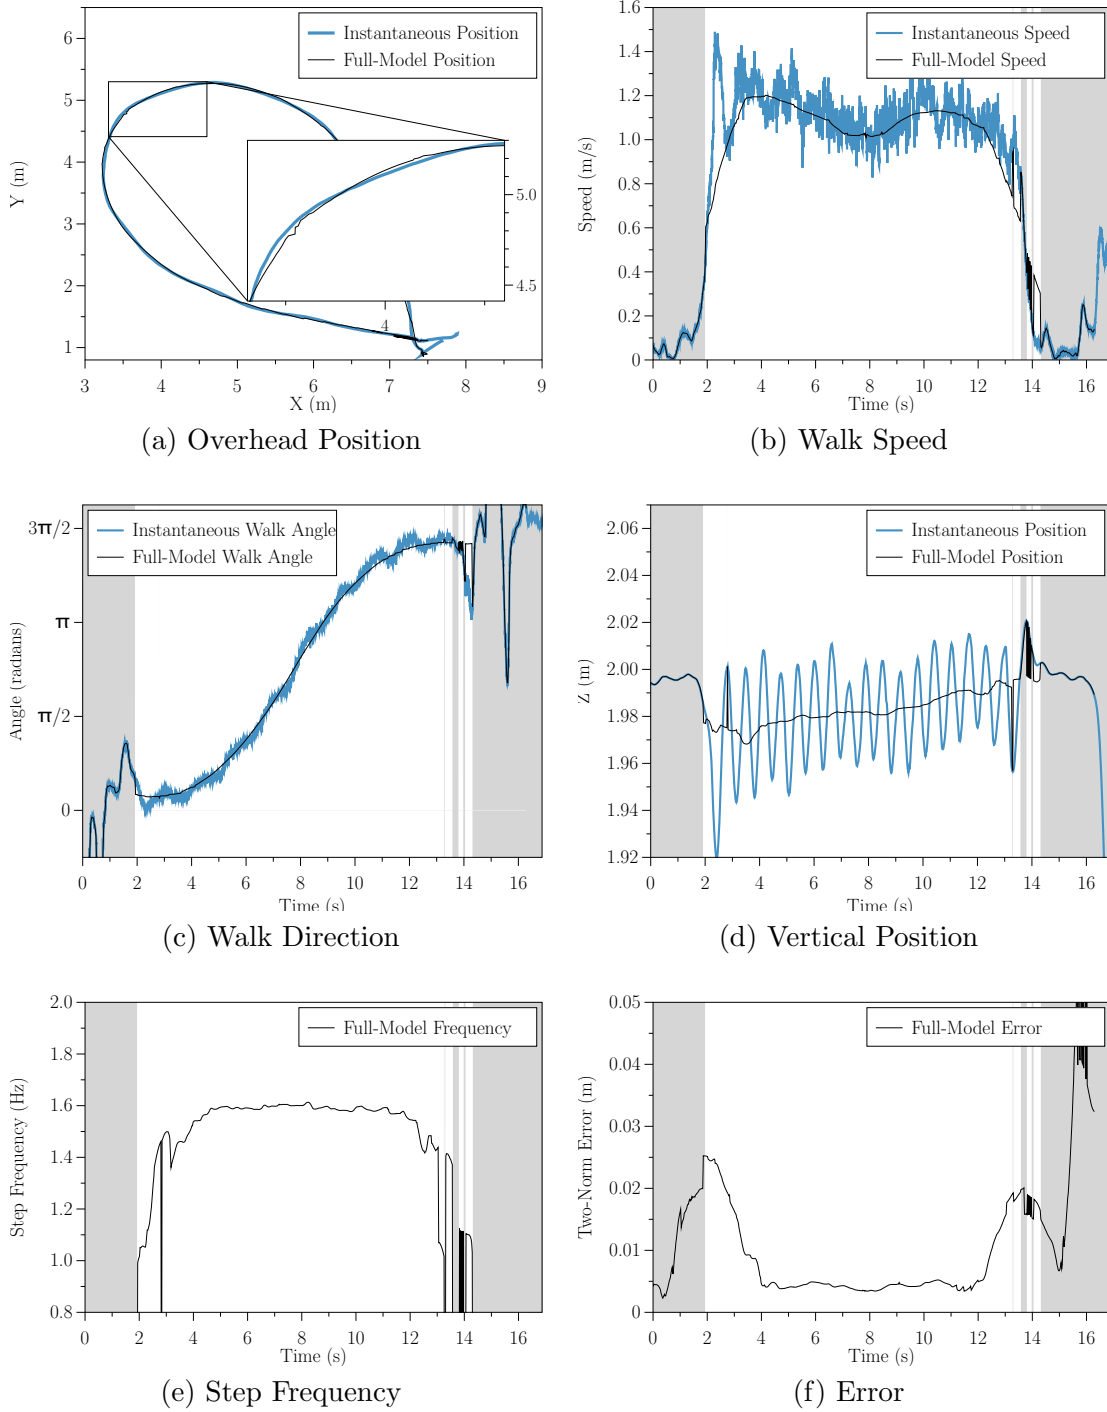 Instantaneous Position
Full-Model Position
6
5
4
3
2
1
Y (m)
5.0
4.5
4
3 4 5 6 7 8 9
X (m)
(a) Overhead Position
Instantaneous Speed
Full-Model Speed
1.6
1.4
1.2
1.0
0.8
0.6
0.4
0.2
0
Speed (m/s)
0 2 4 6 8 10 12 14 16
Time (s)
(b) Walk Speed
Instantaneous Walk Angle
Full-Model Walk Angle
3π/2
π
π/2
0
Angle (radians)
0 2 4 6 8 10 12 14 16
Time (s)
(c) Walk Direction
Instantaneous Position
Full-Model Position
2.06
2.04
2.02
2.00
1.98
1.96
1.94
1.92
Z (m)
0 2 4 6 8 10 12 14 16
Time (s)
(d) Vertical Position
Full-Model Frequency
2.0
1.8
1.6
1.4
1.2
1.0
0.8
Step Frequency (Hz)
0 2 4 6 8 10 12 14 16
Time (s)
(e) Step Frequency
Full-Model Error
0.05
0.04
0.03
0.02
0.01
0
Two-Norm Error (m)
0 2 4 6 8 10 12 14 16
Time (s)
(f) Error